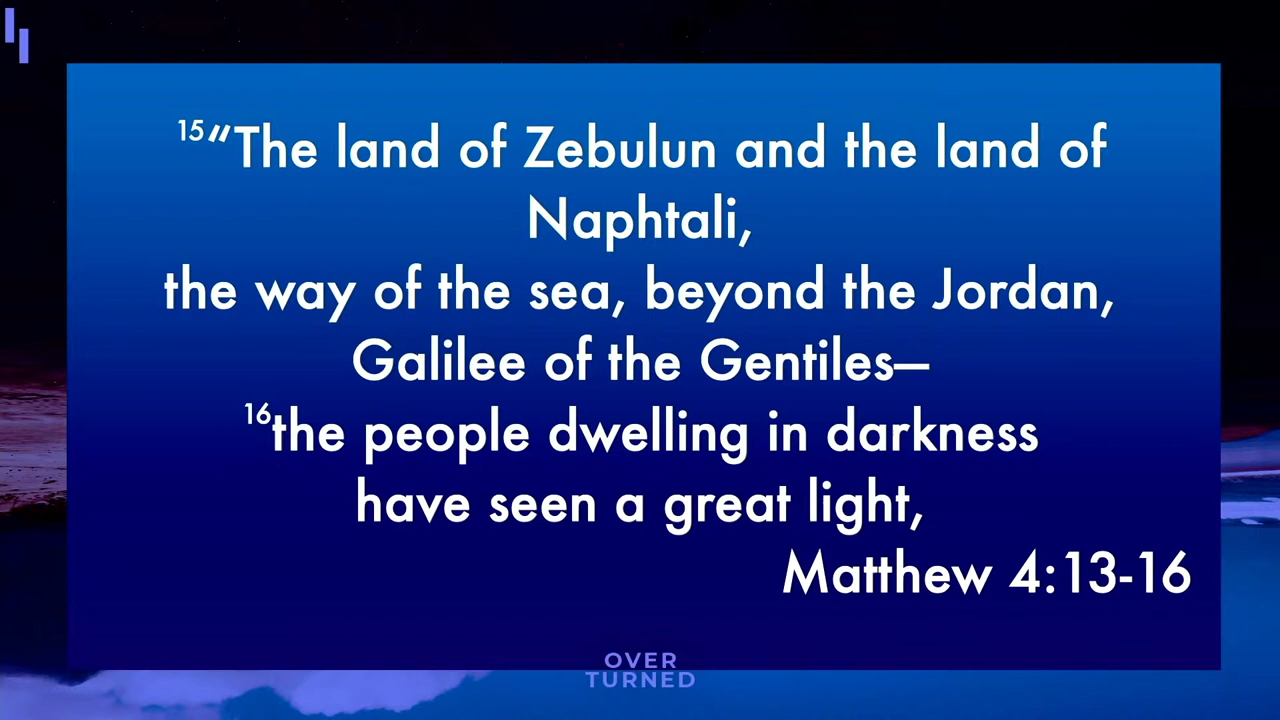 15“The land of Zebulun and the land of
Naphtali,
the way of the sea, beyond the Jordan,
Galilee of the Gentiles—
16the people dwelling in darkness
have seen a great light,
Matthew 4:13-16
OVER
TURNED